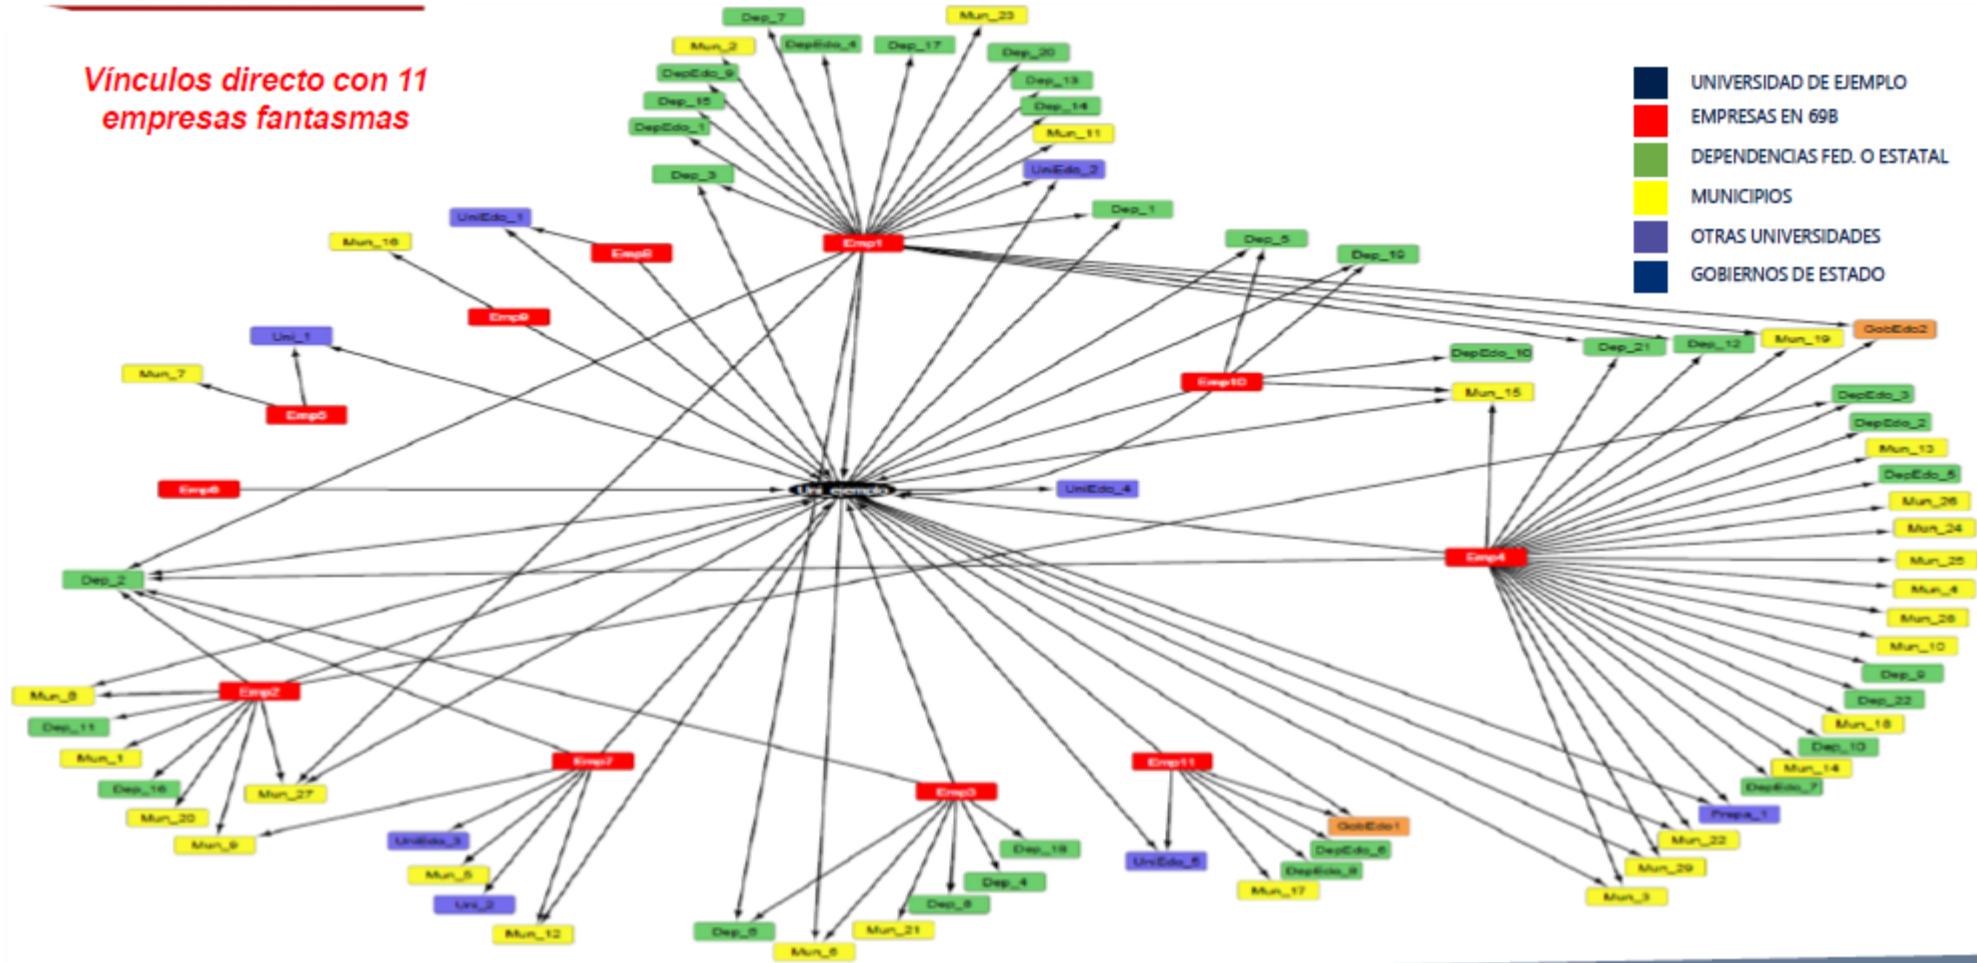 Vínculos directo con 11
empresas fantasmas
UNIVERSIDAD DE EJEMPLO
EMPRESAS EN 69B
DEPENDENCIAS FED. O ESTATAL
MUNICIPIOS
OTRAS UNIVERSIDADES
GOBIERNOS DE ESTADO
Dep_7
Mun_23
Mun_2
DepEdo_4
Dep_17
Dep_20
DepEdo_9
Dep_13
Dep_15
Dep_14
DepEdo_1
Mun_11
Dep_3
UniEdo_2
UniEdo_1
Dep_1
Mun_16
Emp8
Emp1
Dep_5
Dep_19
Emp9
Uni_1
GobEdo2
Dep_21
Dep_12
Mun_19
Mun_7
DepEdo_10
Emp10
Mun_15
DepEdo_3
Emp5
DepEdo_2
Mun_13
DepEdo_5
Emp6
Uni_ejemplo
UniEdo_4
Mun_26
Mun_24
Emp4
Mun_25
Dep_2
Mun_4
Mun_28
Mun_10
Dep_9
Mun_8
Emp2
Dep_22
Dep_11
Mun_18
Mun_1
Dep_10
Emp7
Emp11
Mun_14
Dep_16
Mun_27
Emp3
DepEdo_7
Mun_20
Prepa_1
Mun_9
UniEdo_3
Dep_18
GobEdo1
Mun_22
DepEdo_6
UniEdo_5
Mun_29
Mun_5
Dep_4
DepEdo_8
Mun_17
Mun_3
Uni_2
Dep_8
Mun_12
Dep_6
Mun_21
Mun_6